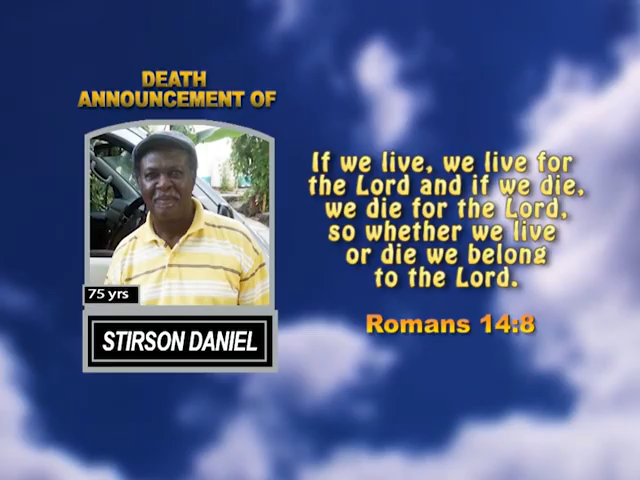 DEATH
ANNOUNCEMENT OF
75 yrs
STIRSON DANIEL
If we live, we live for
the Lord and if we die,
we die for the Lord,
so whether we live
or die we belong
to the Lord.
Romans 14:8